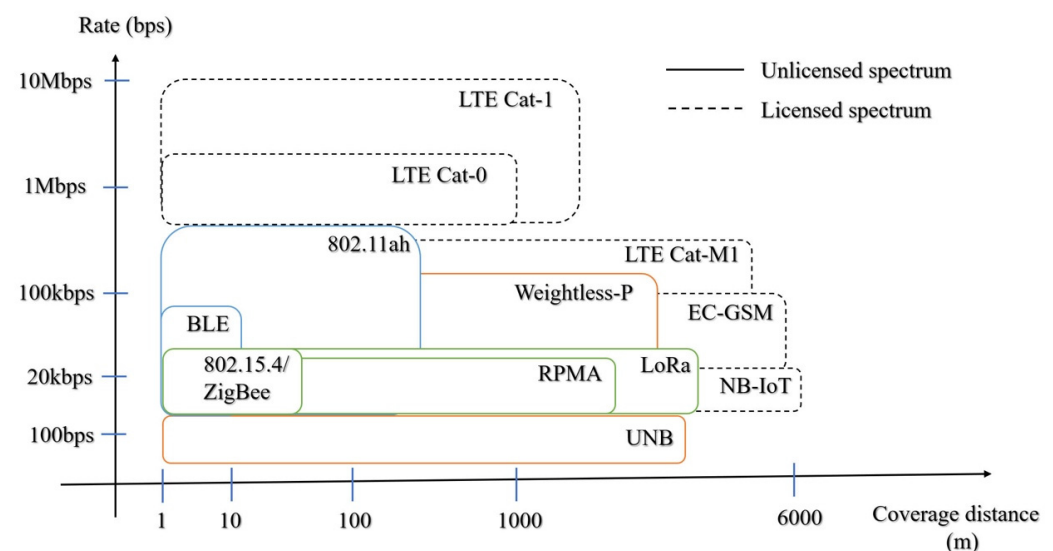 Rate (bps)
10Mbps
LTE Cat-1
Unlicensed spectrum
Licensed spectrum
1Mbps
LTE Cat-0
802.11ah
LTE Cat-M1
100kbps
Weightless-P
EC-GSM
BLE
802.15.4/
ZigBee
RPMA
LoRa
20kbps
NB-IoT
100bps
UNB
1
10
100
1000
6000
Coverage distance
(m)